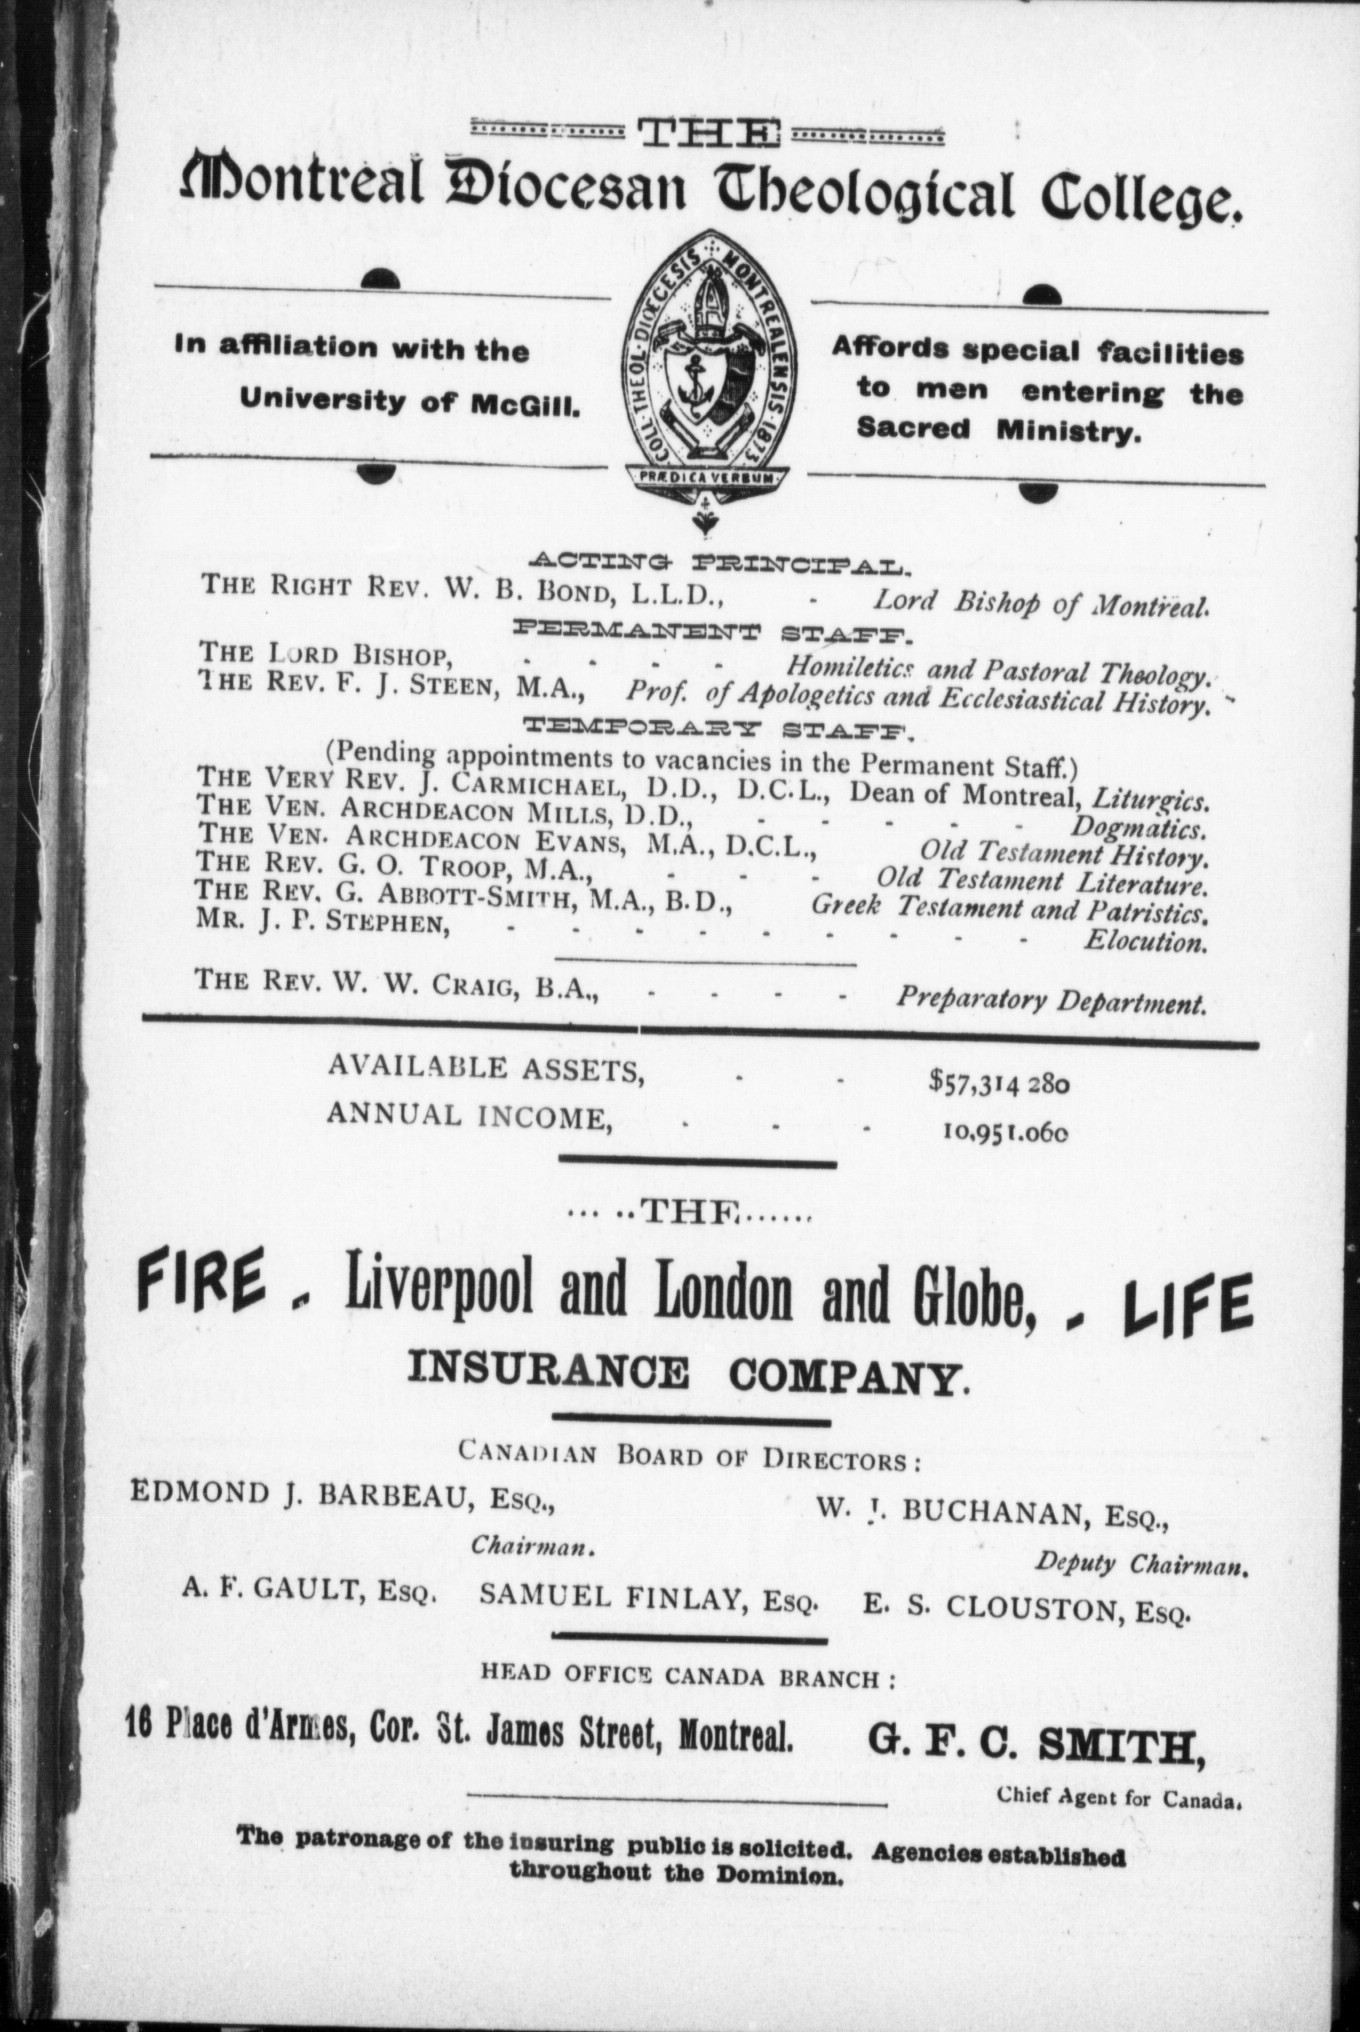 THE
Montreal Diocesan Theological College.
In affiliation with the
University of McGill.
COLL·THEOL·DIOECESIS MONTREALENSIS·1873
PRÆDICA VERBUM
Affords special facilities
to men entering the
Sacred Ministry.
ACTING PRINCIPAL.
THE RIGHT REV. W. B. BOND, L.L.D., - Lord Bishop of Montreal.
PERMANENT STAFF.
THE LORD BISHOP, - - - - Homiletics and Pastoral Theology.
THE REV. F. J. STEEN, M.A., Prof. of Apologetics and Ecclesiastical History.
TEMPORARY STAFF.
(Pending appointments to vacancies in the Permanent Staff.)
THE VERY REV. J. CARMICHAEL, D.D., D.C.L., Dean of Montreal, Liturgics.
THE VEN. ARCHDEACON MILLS, D.D., - - - - - Dogmatics.
THE VEN. ARCHDEACON EVANS, M.A., D.C.L., Old Testament History.
THE REV. G. O. TROOP, M.A., - - - Old Testament Literature.
THE REV. G. ABBOTT-SMITH, M.A., B.D., Greek Testament and Patristics.
MR. J. P. STEPHEN, - - - - - - - - - Elocution.
THE REV. W. W. CRAIG, B.A., - - - - Preparatory Department.
AVAILABLE ASSETS, - - $57,314 280
ANNUAL INCOME, - - - 10,951.060
... ..THE......
FIRE - Liverpool and London and Globe, - LIFE
INSURANCE COMPANY.
CANADIAN BOARD OF DIRECTORS:
EDMOND J. BARBEAU, ESQ., W. J. BUCHANAN, ESQ.,
Chairman. Deputy Chairman.
A. F. GAULT, ESQ. SAMUEL FINLAY, ESQ. E. S. CLOUSTON, ESQ.
HEAD OFFICE CANADA BRANCH:
16 Place d'Armes, Cor. St. James Street, Montreal. G. F. C. SMITH,
Chief Agent for Canada.
The patronage of the insuring public is solicited. Agencies established
throughout the Dominion.